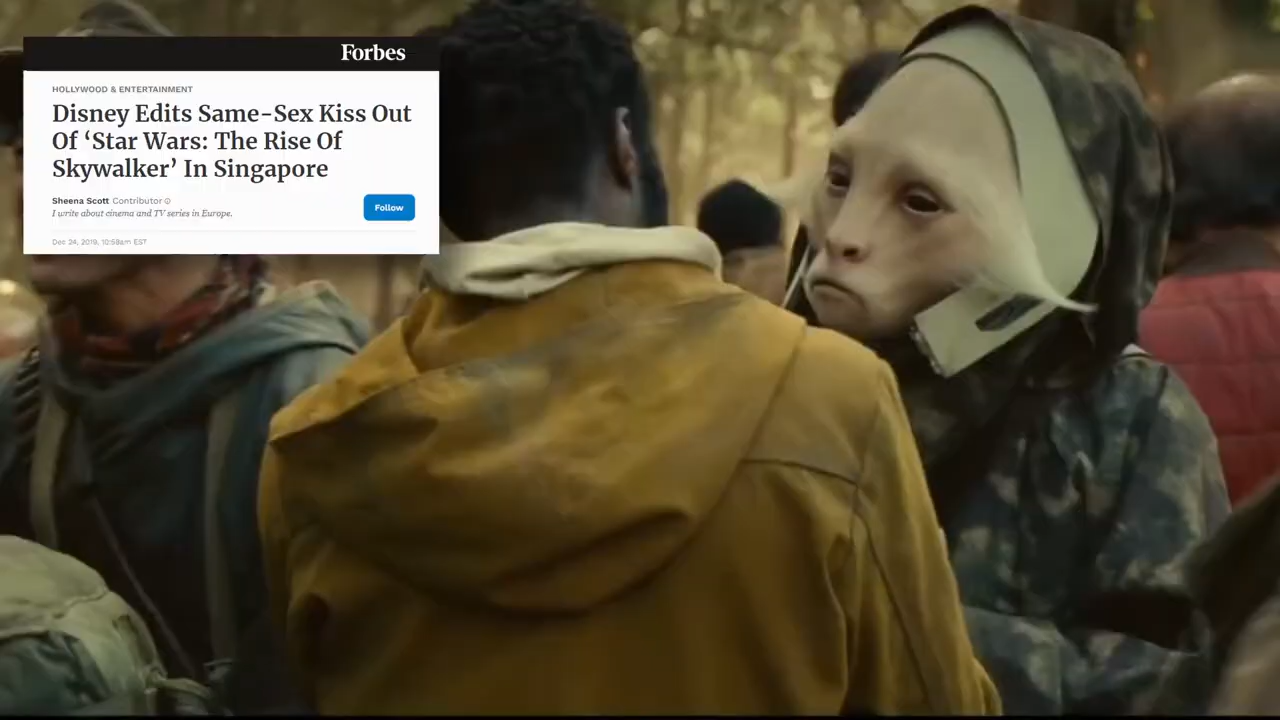 Forbes
HOLLYWOOD & ENTERTAINMENT
Disney Edits Same-Sex Kiss Out
Of ‘Star Wars: The Rise Of
Skywalker’ In Singapore
Sheena Scott Contributor
I write about cinema and TV series in Europe.
Follow
Dec 24, 2019, 10:58am EST